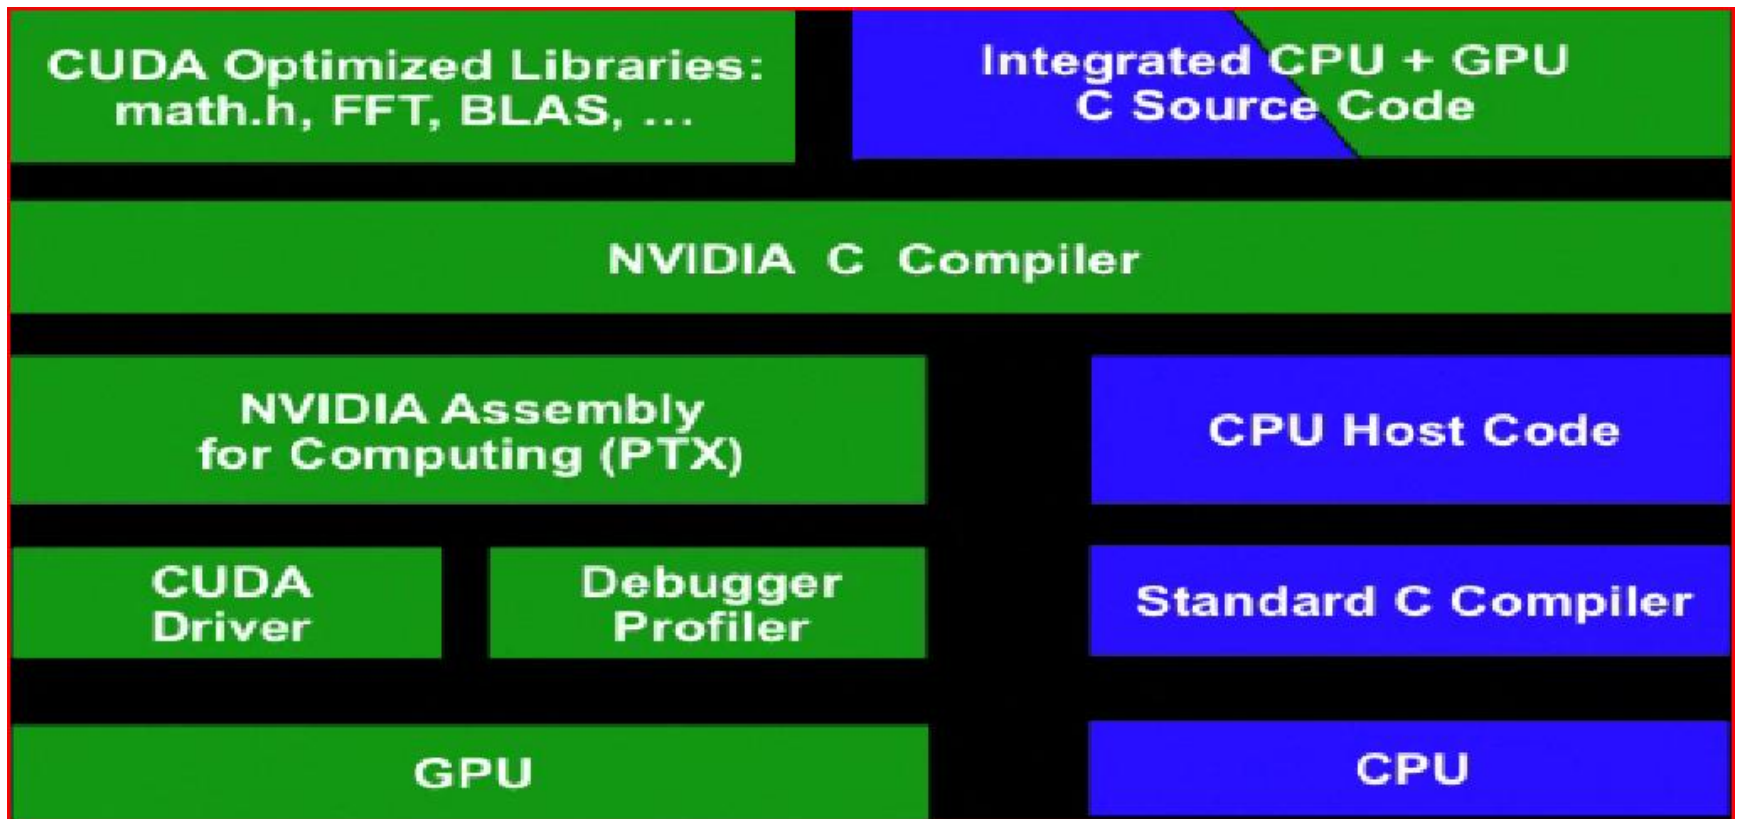 CUDA Optimized Libraries:
math.h, FFT, BLAS, ...
Integrated CPU + GPU
C Source Code
NVIDIA C Compiler
NVIDIA Assembly
for Computing (PTX)
CPU Host Code
CUDA
Driver
Debugger
Profiler
Standard C Compiler
GPU
CPU